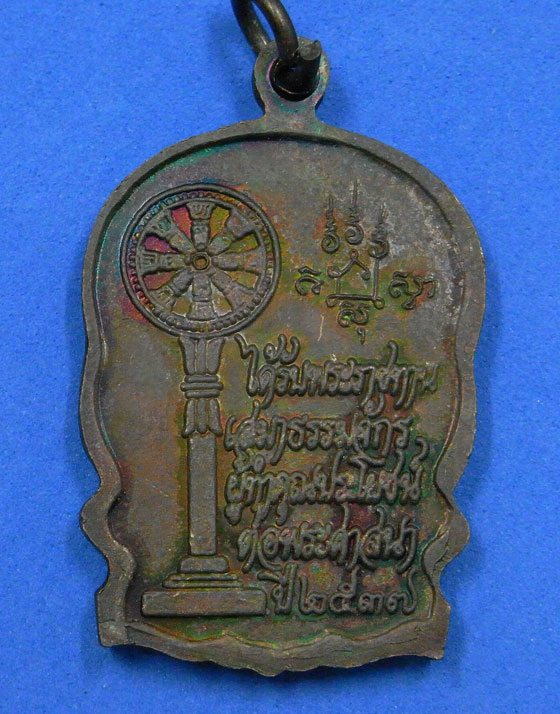 ได้รับพระราชทาน
เสมาธรรมจักร
ผู้ทำคุณประโยชน์
ต่อพระศาสนา
ปี ๒๕๓๗